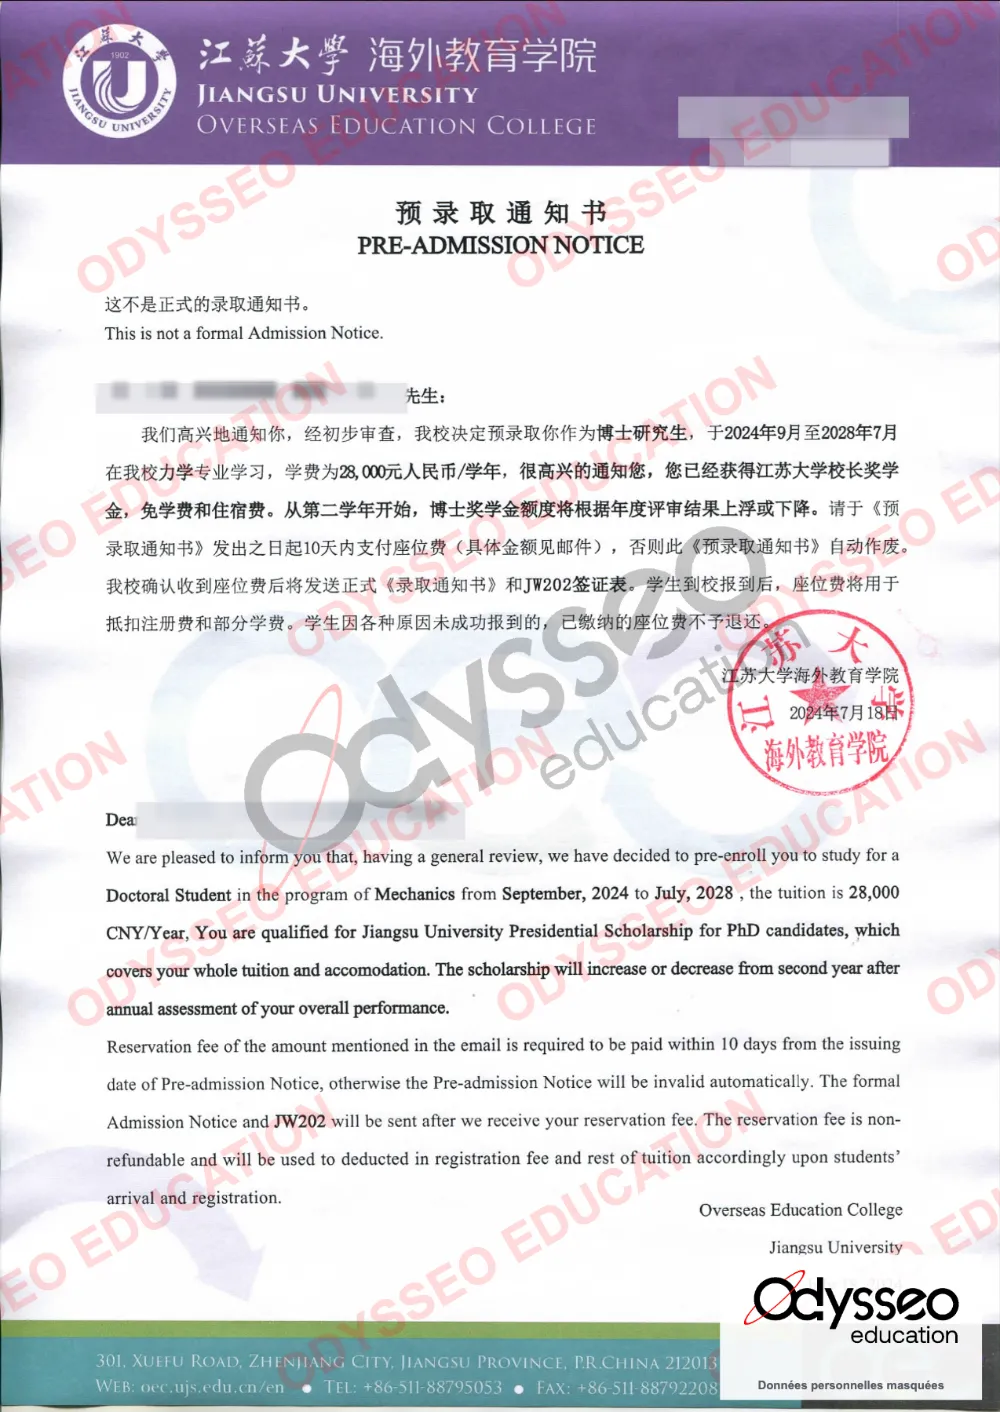 江蘇大學 海外教育学院
JIANGSU UNIVERSITY
OVERSEAS EDUCATION COLLEGE
江苏大学
1902
JIANGSU UNIVERSITY
预录取通知书
PRE-ADMISSION NOTICE
这不是正式的录取通知书。
This is not a formal Admission Notice.
先生：
我们高兴地通知你，经初步审查，我校决定预录取你作为博士研究生，于2024年9月至2028年7月
在我校力学专业学习，学费为28,000元人民币/学年，很高兴的通知您，您已经获得江苏大学校长奖学
金，免学费和住宿费。从第二学年开始，博士奖学金额度将根据年度评审结果上浮或下降。请于《预
录取通知书》发出之日起10天内支付座位费（具体金额见邮件），否则此《预录取通知书》自动作废。
我校确认收到座位费后将发送正式《录取通知书》和JW202签证表。学生到校报到后，座位费将用于
抵扣注册费和部分学费。学生因各种原因未成功报到的，已缴纳的座位费不予退还。
江苏大学海外教育学院
2024年7月18日
江苏大学
海外教育学院
Odysseo
education
Dear
We are pleased to inform you that, having a general review, we have decided to pre-enroll you to study for a
Doctoral Student in the program of Mechanics from September, 2024 to July, 2028 , the tuition is 28,000
CNY/Year, You are qualified for Jiangsu University Presidential Scholarship for PhD candidates, which
covers your whole tuition and accomodation. The scholarship will increase or decrease from second year after
annual assessment of your overall performance.
Reservation fee of the amount mentioned in the email is required to be paid within 10 days from the issuing
date of Pre-admission Notice, otherwise the Pre-admission Notice will be invalid automatically. The formal
Admission Notice and JW202 will be sent after we receive your reservation fee. The reservation fee is non-
refundable and will be used to deducted in registration fee and rest of tuition accordingly upon students'
arrival and registration.
Overseas Education College
Jiangsu University
Odysseo
education
Données personnelles masquées
301, XUEFU ROAD, ZHENJIANG CITY, JIANGSU PROVINCE, P.R.CHINA 212013
WEB: oec.ujs.edu.cn/en ● TEL: +86-511-88795053 ● FAX: +86-511-88792208
ODYSSEO EDUCATION